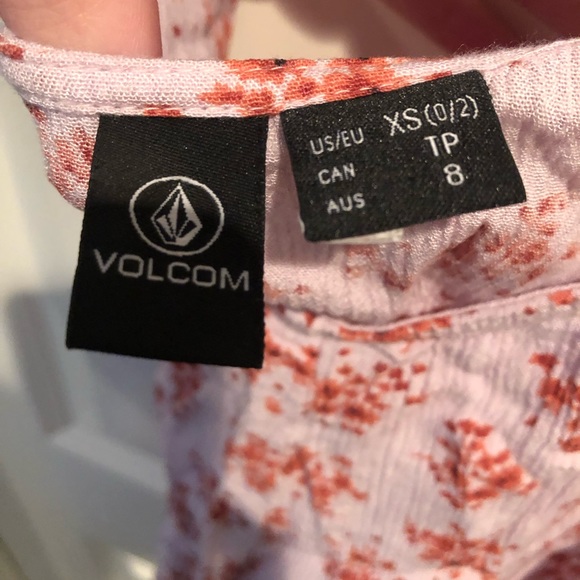 VOLCOM
US/EU XS(0/2)
CAN TP
AUS 8